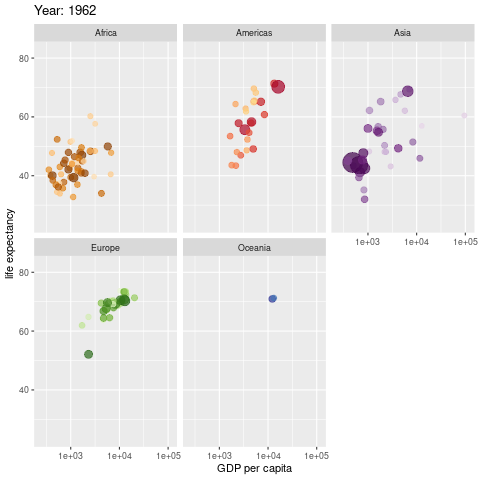 Year: 1962
Africa Americas Asia
80
60
40
1e+03 1e+04 1e+05
life expectancy
Europe Oceania
80
60
40
1e+03 1e+04 1e+05 1e+03 1e+04 1e+05
GDP per capita